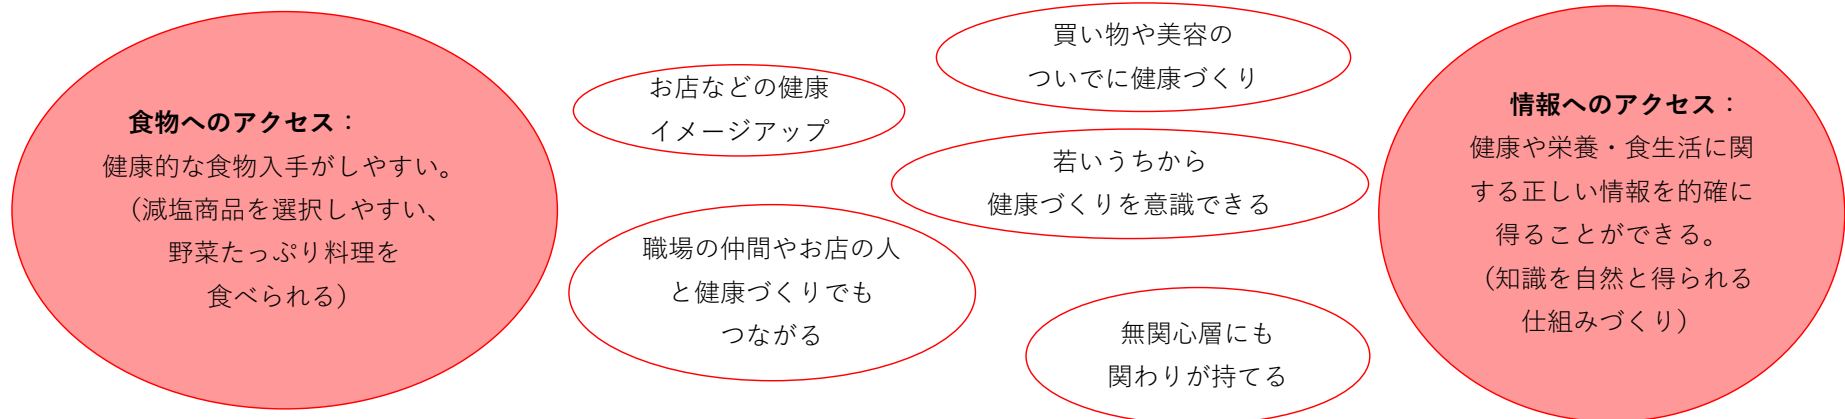 食物へのアクセス：
健康的な食物入手がしやすい。
（減塩商品を選択しやすい、
野菜たっぷり料理を
食べられる）
お店などの健康
イメージアップ
買い物や美容の
ついでに健康づくり
若いうちから
健康づくりを意識できる
職場の仲間やお店の人
と健康づくりでも
つながる
無関心層にも
関わりが持てる
情報へのアクセス：
健康や栄養・食生活に関
する正しい情報を的確に
得ることができる。
（知識を自然と得られる
仕組みづくり）